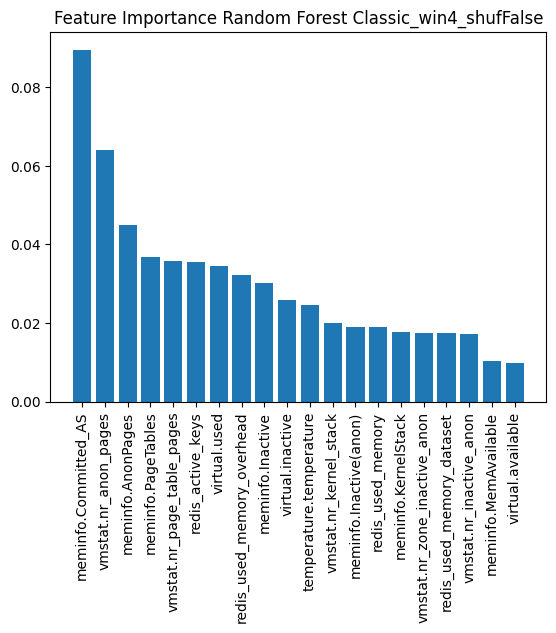 Feature Importance Random Forest Classic_win4_shufFalse
0.08
0.06
0.04
0.02
0.00
meminfo.Committed_AS
vmstat.nr_anon_pages
meminfo.AnonPages
meminfo.PageTables
vmstat.nr_page_table_pages
redis_active_keys
virtual.used
redis_used_memory_overhead
meminfo.Inactive
virtual.inactive
temperature.temperature
vmstat.nr_kernel_stack
meminfo.Inactive(anon)
redis_used_memory
meminfo.KernelStack
vmstat.nr_zone_inactive_anon
redis_used_memory_dataset
vmstat.nr_inactive_anon
meminfo.MemAvailable
virtual.available